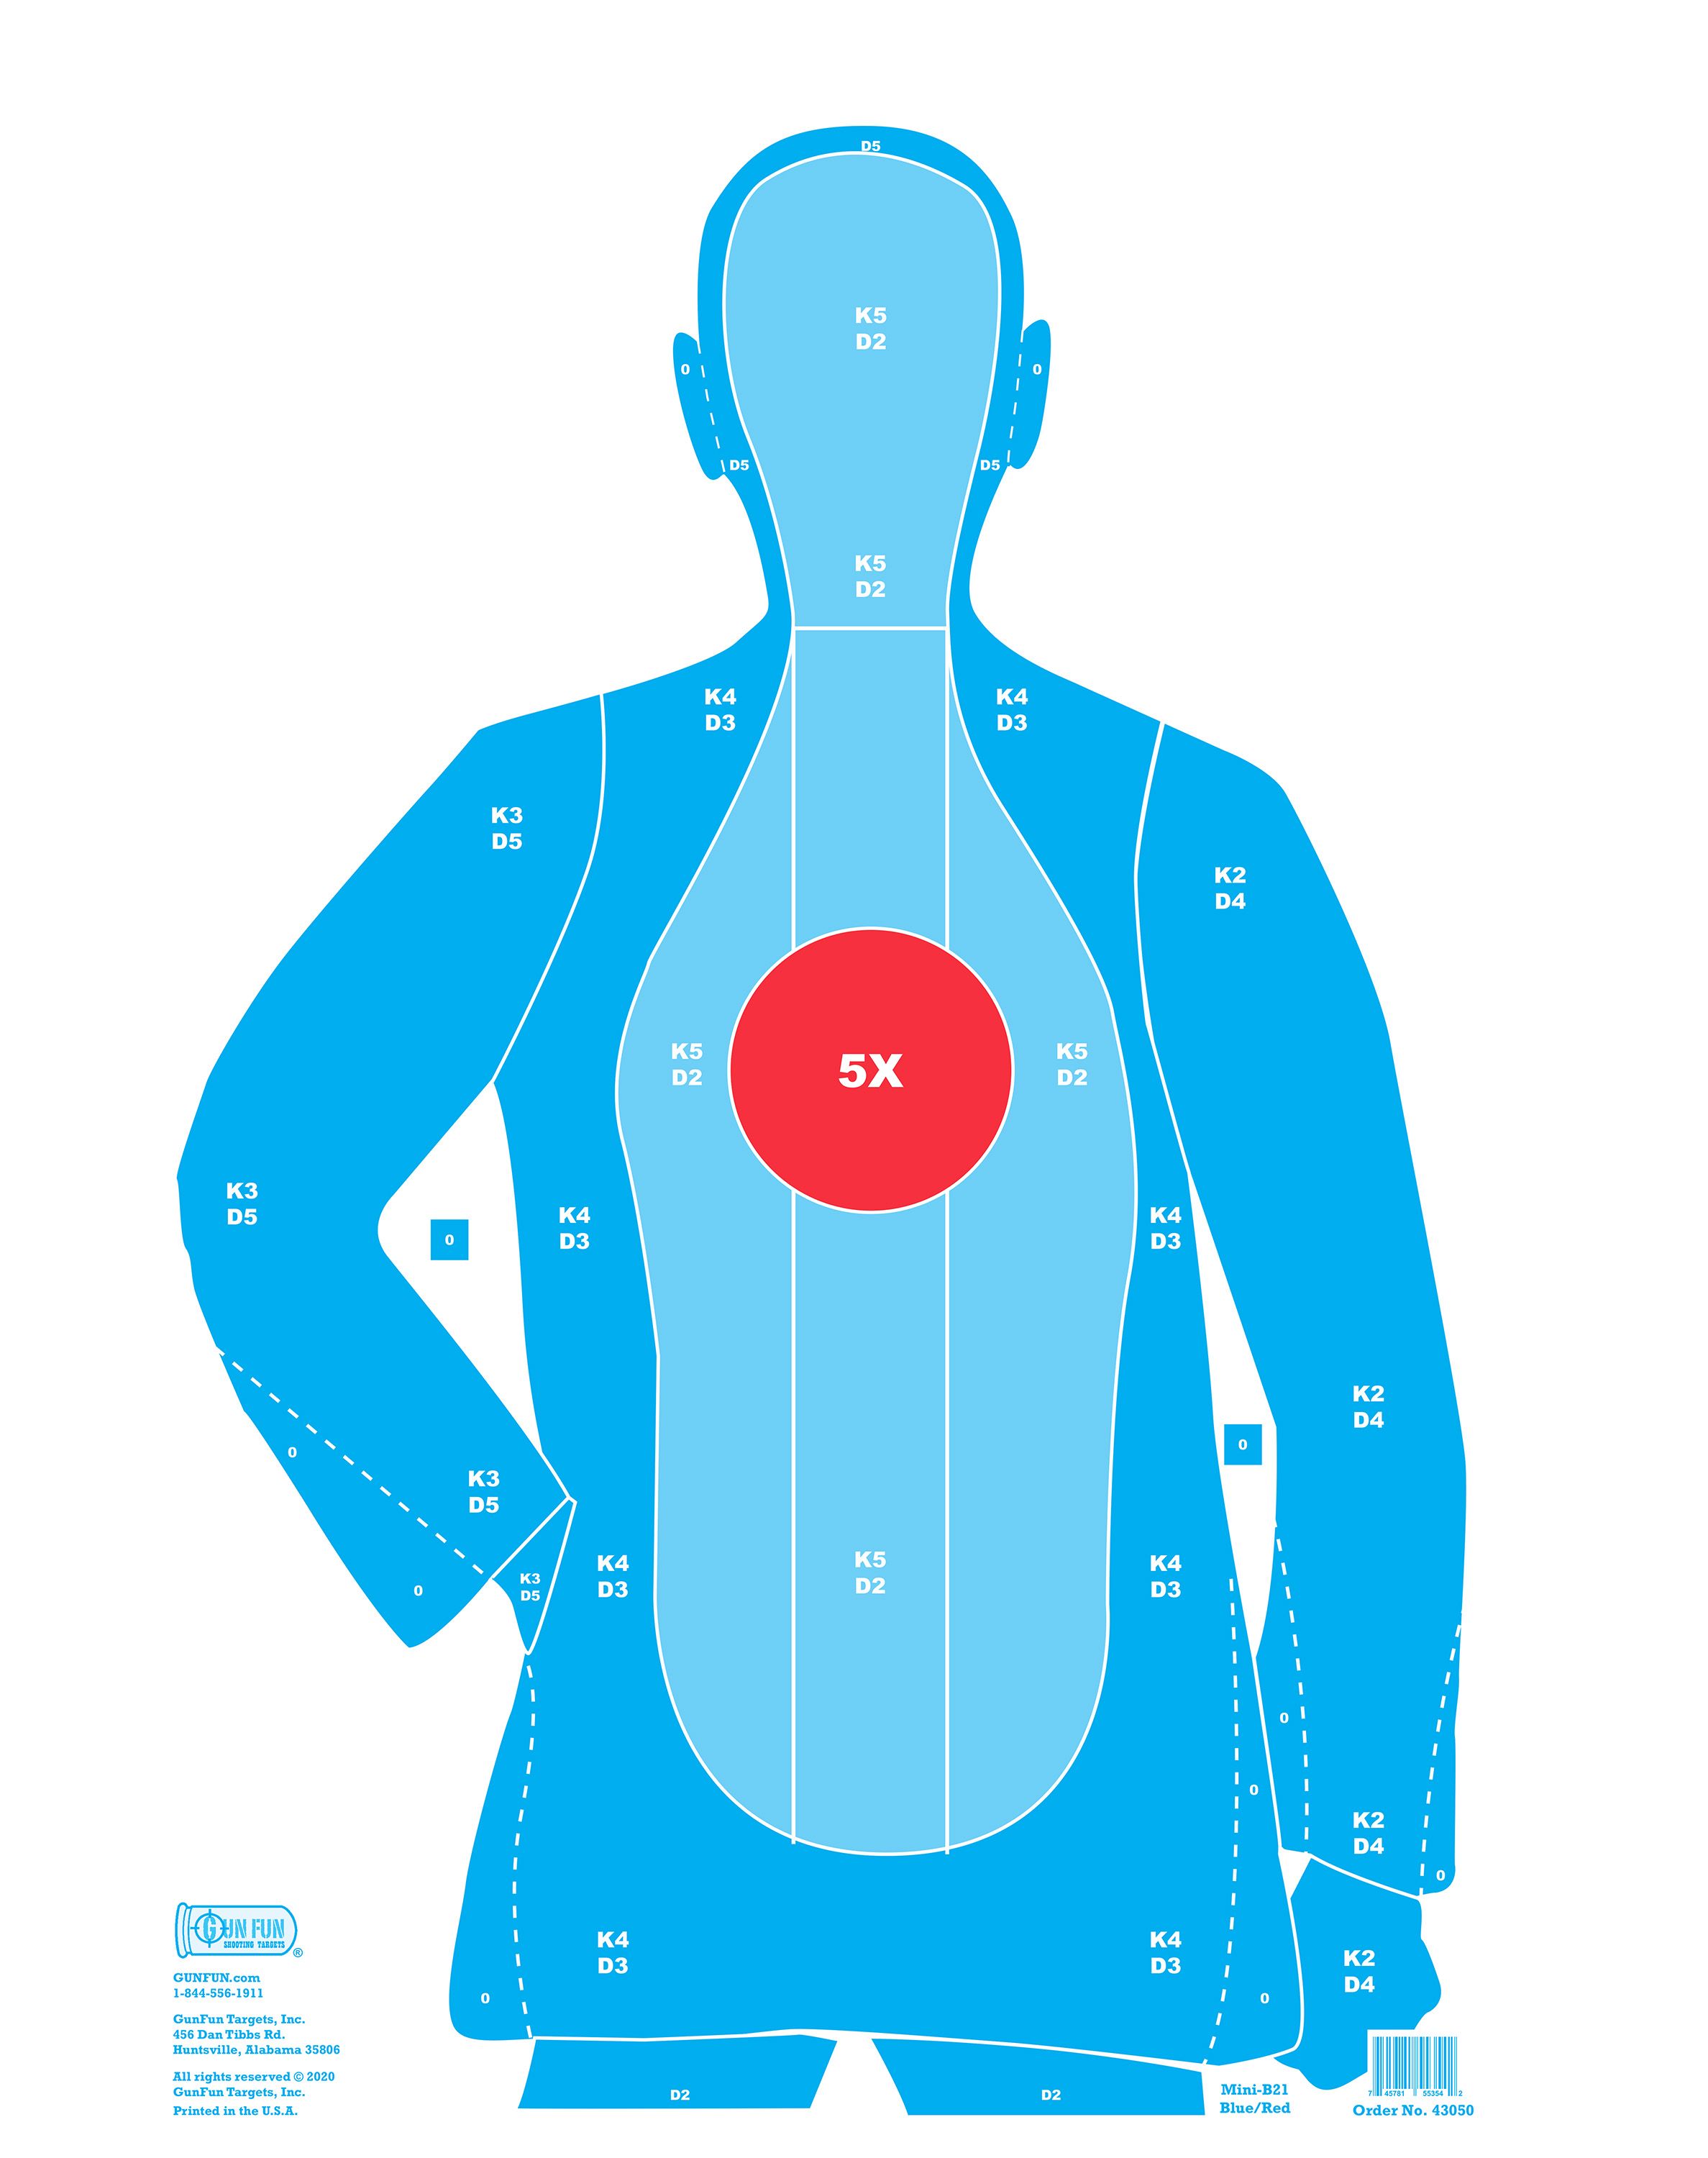 D5
K5
D2
0
0
D5
D5
K5
D2
K4
D3
K4
D3
K3
D5
K2
D4
K5
D2
5X
K5
D2
K3
D5
K4
D3
K4
D3
0
K2
D4
0
0
K3
D5
K5
D2
K4
D3
K4
D3
K3
D5
0
0
0
K2
D4
0
GUN FUN
SHOOTING TARGETS
®
K4
D3
K4
D3
K2
D4
GUNFUN.com
1-844-556-1911
0
0
GunFun Targets, Inc.
456 Dan Tibbs Rd.
Huntsville, Alabama 35806
All rights reserved © 2020
GunFun Targets, Inc.
Printed in the U.S.A.
D2
D2
Mini-B21
Blue/Red
7 45781 55354 2
Order No. 43050